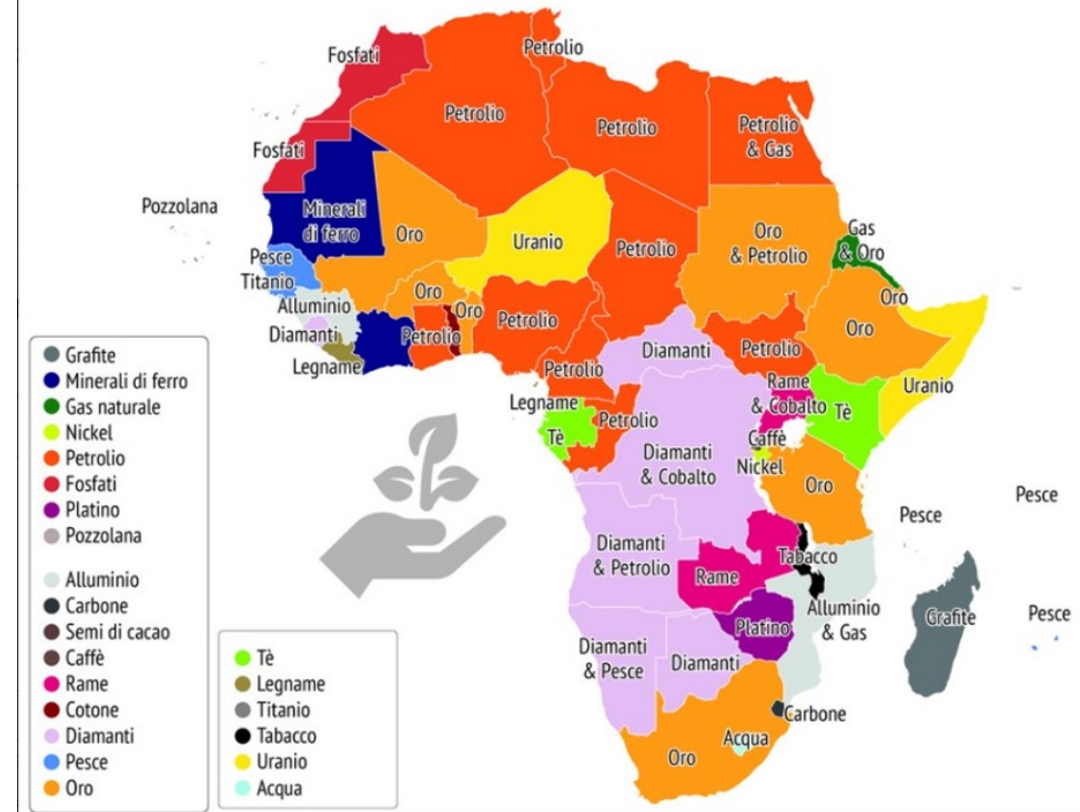 Petrolio
Fosfati
Petrolio
Petrolio
Petrolio
& Gas
Fosfati
Pozzolana
Minerali
di ferro
Oro
Uranio
Petrolio
Oro
& Petrolio
Gas
& Oro
Pesce
Titanio
Oro
Alluminio
Oro
Oro
Petrolio
Oro
Diamanti
Petrolio
Legname
Diamanti
Petrolio
Petrolio
Uranio
Rame
& Cobalto
Legname
Tè
Petrolio
Tè
Caffè
Diamanti
& Cobalto
Nickel
Oro
Pesce
Pesce
Diamanti
& Petrolio
Tabacco
Rame
Alluminio
& Gas
Grafite
Pesce
Platino
Diamanti
& Pesce
Diamanti
Carbone
Acqua
Oro
Grafite
Minerali di ferro
Gas naturale
Nickel
Petrolio
Fosfati
Platino
Pozzolana
Alluminio
Carbone
Semi di cacao
Caffè
Rame
Cotone
Diamanti
Pesce
Oro
Tè
Legname
Titanio
Tabacco
Uranio
Acqua